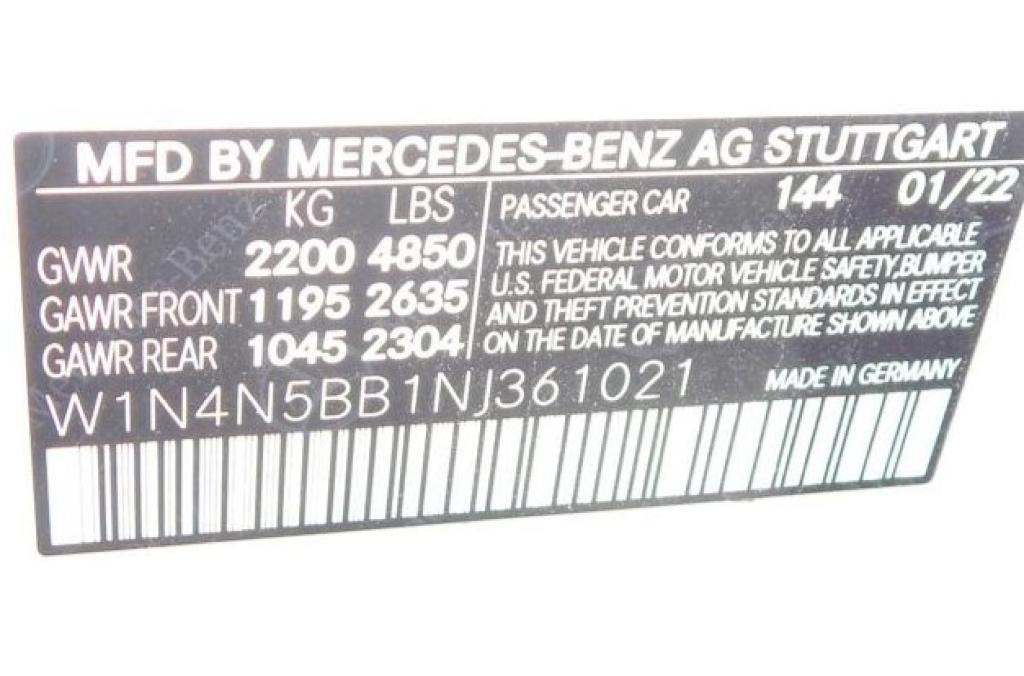 MFD BY MERCEDES-BENZ AG STUTTGART
KG LBS
GVWR 2200 4850
GAWR FRONT 1195 2635
GAWR REAR 1045 2304
PASSENGER CAR 144 01/22
THIS VEHICLE CONFORMS TO ALL APPLICABLE
U.S. FEDERAL MOTOR VEHICLE SAFETY,BUMPER
AND THEFT PREVENTION STANDARDS IN EFFECT
ON THE DATE OF MANUFACTURE SHOWN ABOVE
W1N4N5BB1NJ361021
MADE IN GERMANY